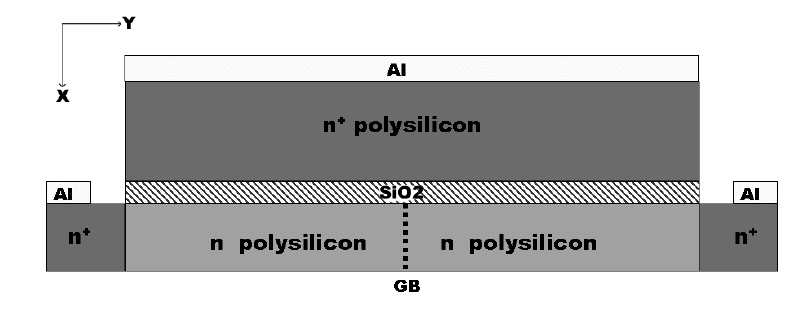 Y
X
Al
n+ polysilicon
SiO2
Al
Al
n+
n polysilicon
n polysilicon
n+
GB